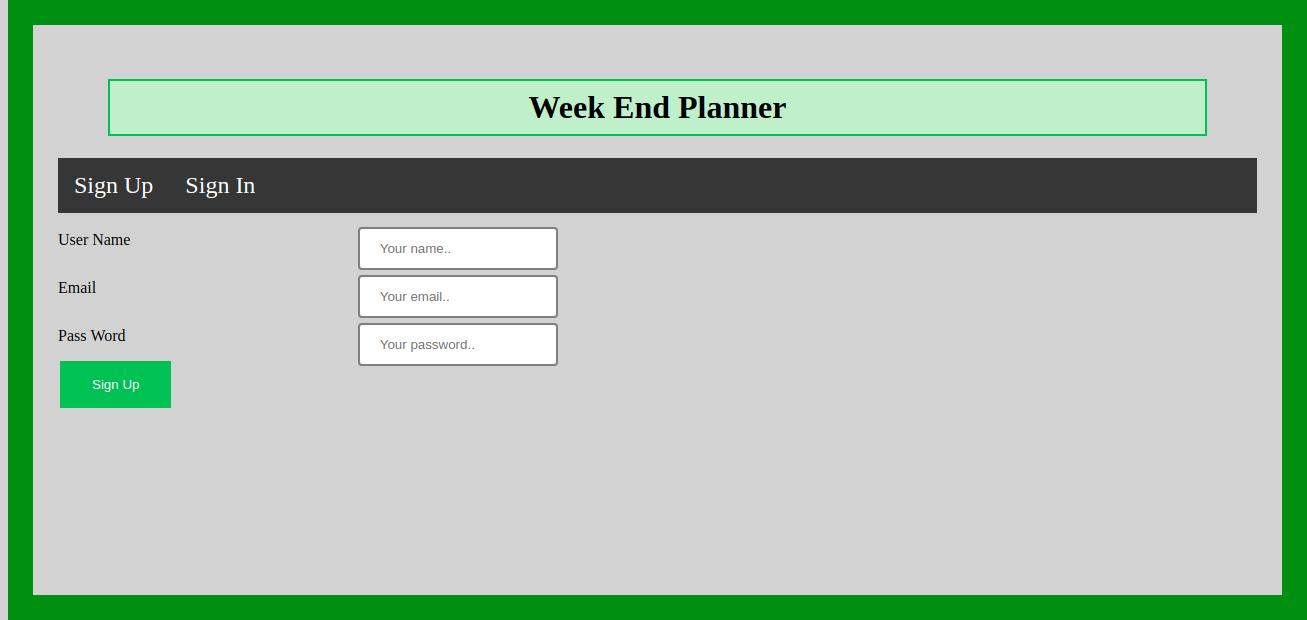 Week End Planner
Sign Up Sign In
User Name Your name..
Email Your email..
Pass Word Your password..
Sign Up